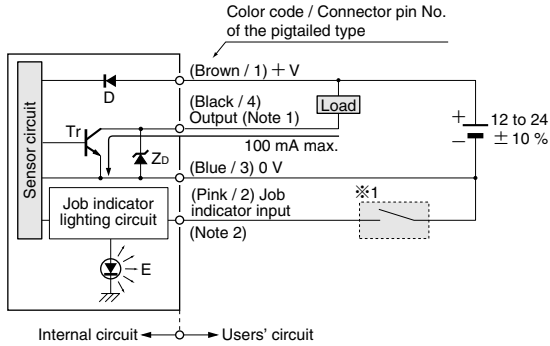 Color code / Connector pin No.
of the pigtailed type
(Brown / 1) + V
D
(Black / 4)
Output (Note 1)
Load
Tr
ZD
100 mA max.
+
−
12 to 24
± 10 %
Sensor circuit
(Blue / 3) 0 V
Job indicator
lighting circuit
(Pink / 2) Job
indicator input
(Note 2)
※1
E
Internal circuit
Users' circuit